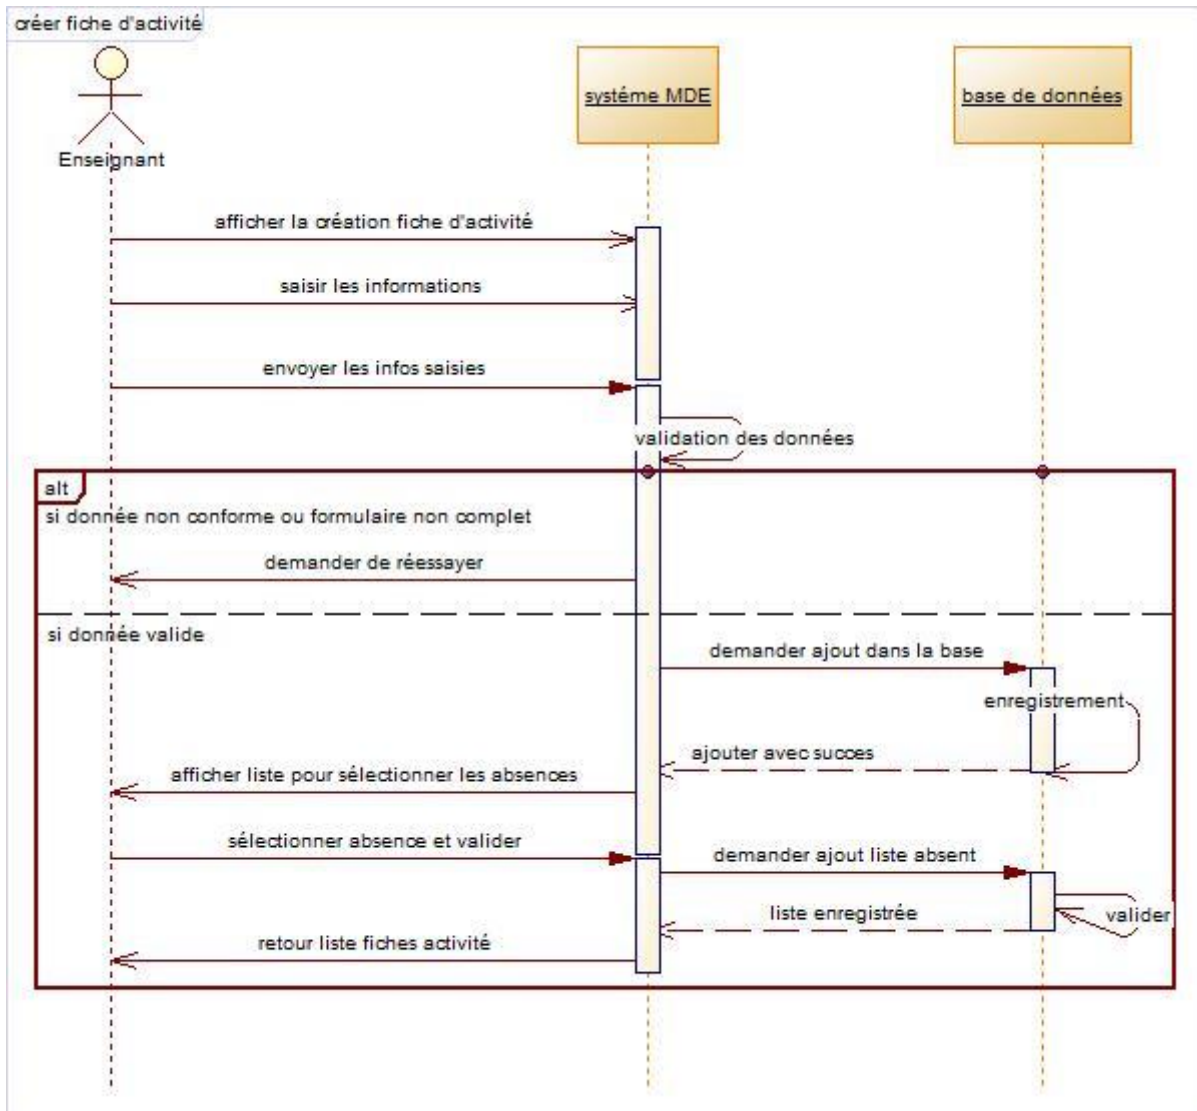 créer fiche d'activité
Enseignant
systéme MDE
base de données
afficher la création fiche d'activité
saisir les informations
envoyer les infos saisies
validation des données
alt
si donnée non conforme ou formulaire non complet
demander de réessayer
si donnée valide
demander ajout dans la base
enregistrement
ajouter avec succes
afficher liste pour sélectionner les absences
sélectionner absence et valider
demander ajout liste absent
valider
liste enregistrée
retour liste fiches activité